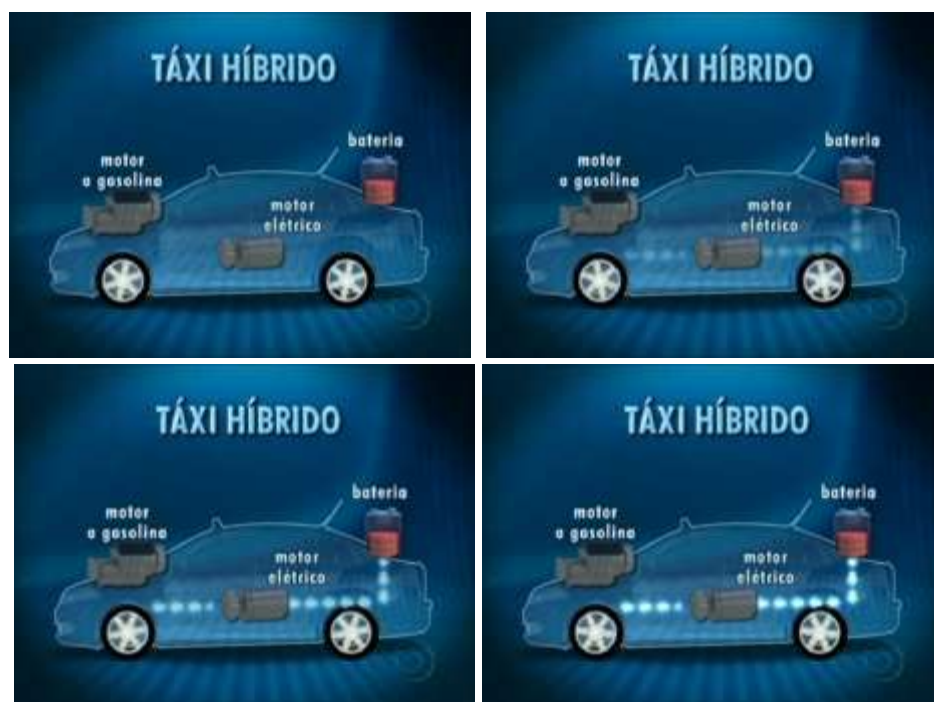 TÁXI HÍBRIDO
bateria
motor
a gasolina
motor
elétrico
TÁXI HÍBRIDO
bateria
motor
a gasolina
motor
elétrico
TÁXI HÍBRIDO
bateria
motor
a gasolina
motor
elétrico
TÁXI HÍBRIDO
bateria
motor
a gasolina
motor
elétrico